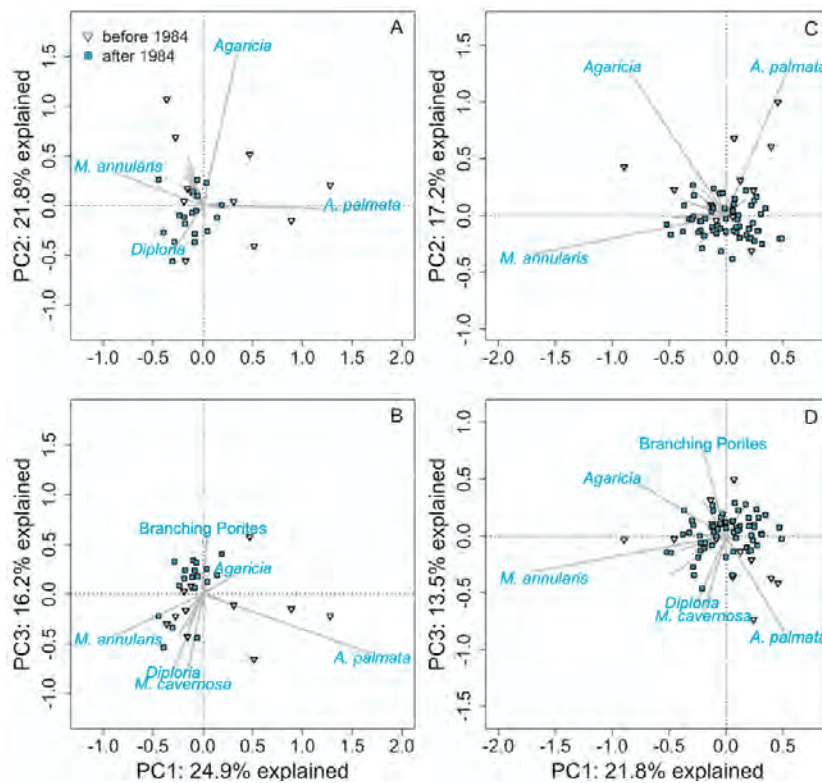 before 1984
after 1984
A
Agaricia
M. annularis
A. palmata
Diploria
PC2: 21.8% explained
1.5
1.0
0.5
0.0
-0.5
-1.0
-1.0 -0.5 0.0 0.5 1.0 1.5 2.0
C
Agaricia
A. palmata
M. annularis
PC2: 17.2% explained
1.5
1.0
0.5
0.0
-0.5
-1.0
-2.0 -1.5 -1.0 -0.5 0.0 0.5
B
Branching Porites
Agaricia
M. annularis
A. palmata
Diploria
M. cavernosa
PC3: 16.2% explained
1.5
1.0
0.5
0.0
-0.5
-1.0
-1.0 -0.5 0.0 0.5 1.0 1.5 2.0
PC1: 24.9% explained
D
Branching Porites
Agaricia
M. annularis
Diploria
M. cavernosa
A. palmata
PC3: 13.5% explained
1.0
0.5
0.0
-0.5
-1.0
-1.5
-2.0 -1.5 -1.0 -0.5 0.0 0.5
PC1: 21.8% explained